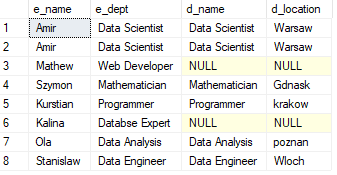 e_name e_dept d_name d_location
1 Amir Data Scientist Data Scientist Warsaw
2 Amir Data Scientist Data Scientist Warsaw
3 Mathew Web Developer NULL NULL
4 Szymon Mathematician Mathematician Gdnask
5 Kurstian Programmer Programmer krakow
6 Kalina Databse Expert NULL NULL
7 Ola Data Analysis Data Analysis poznan
8 Stanislaw Data Engineer Data Engineer Wloch